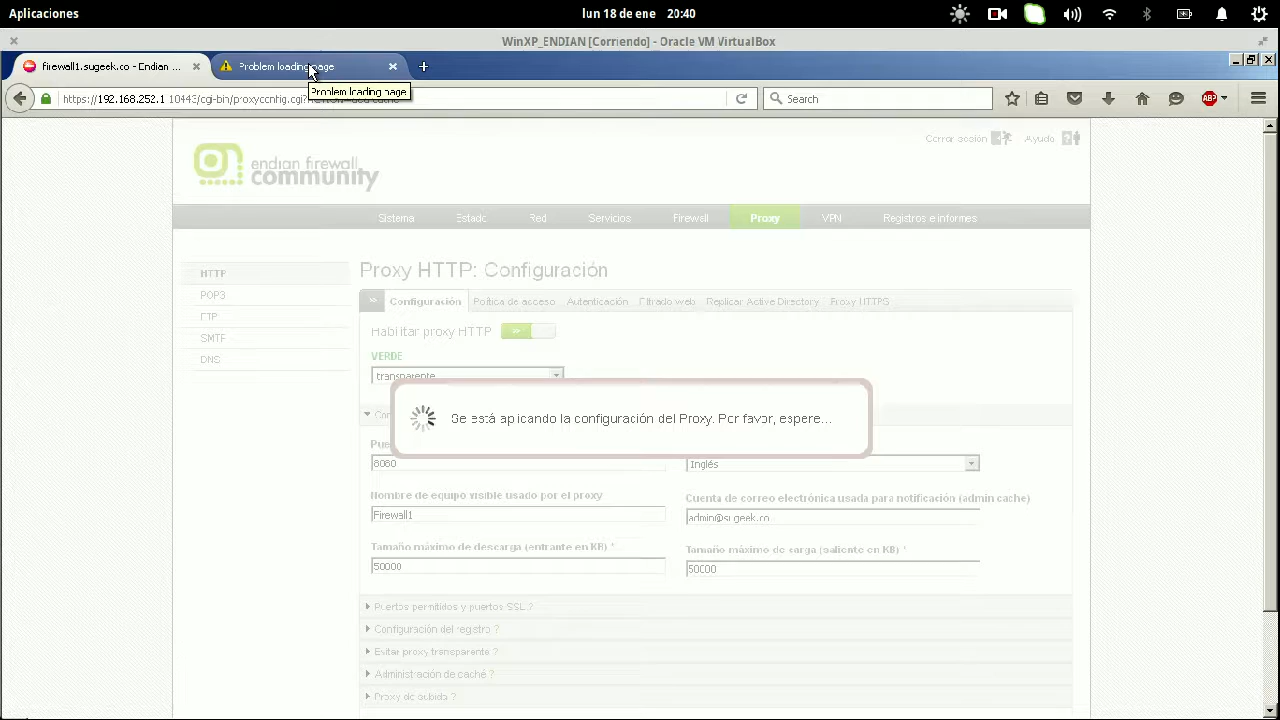 Aplicaciones
lun 18 de ene 20:40
WinXP_ENDIAN [Corriendo] - Oracle VM VirtualBox
firewall1.sugeek.co - Endian ...
Problem loading page
Problem loading page
https://192.168.252.1
Search
ABP
Cerrar sesión
Ayuda
endian firewall
community
Sistema Estado Red Servicios Firewall Proxy VPN Registros e informes
HTTP
POP3
FTP
SMTP
DNS
Proxy HTTP: Configuración
>> Configuración Política de acceso Autenticación Filtrado web Replicar Active Directory Proxy HTTPS
Habilitar proxy HTTP >>
VERDE
transparente
Se está aplicando la configuración del Proxy. Por favor, espere...
8080
Inglés
Nombre de equipo visible usado por el proxy
Cuenta de correo electrónica usada para notificación (admin cache)
Firewall1
admin@sugeek.co
Tamaño máximo de descarga (entrante en KB) *
Tamaño máximo de carga (saliente en KB) *
50000
50000
Puertos permitidos y puertos SSL ?
Configuración del registro ?
Evitar proxy transparente ?
Administración de caché ?
Proxy de subida ?